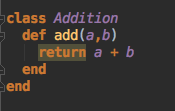 class Addition
def add(a,b)
return a + b
end
end